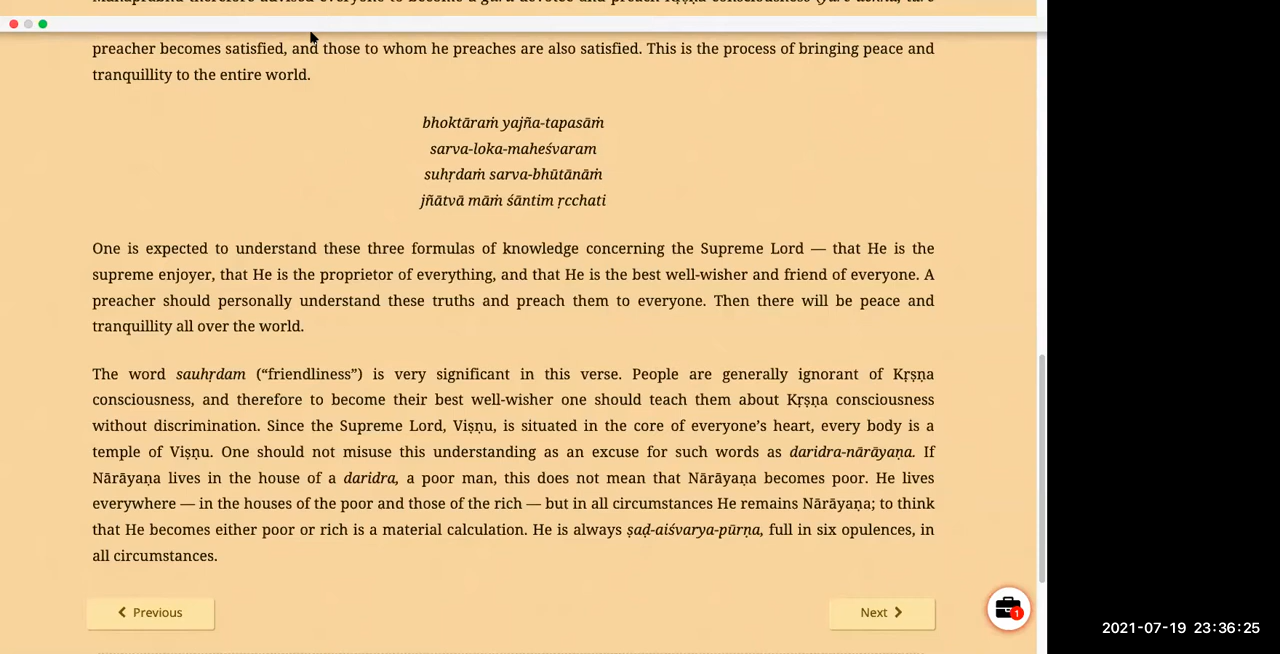 preacher becomes satisfied, and those to whom he preaches are also satisfied. This is the process of bringing peace and
tranquillity to the entire world.
bhoktāraṁ yajña-tapasāṁ
sarva-loka-maheśvaram
suhṛdaṁ sarva-bhūtānāṁ
jñātvā māṁ śāntim ṛcchati
One is expected to understand these three formulas of knowledge concerning the Supreme Lord — that He is the
supreme enjoyer, that He is the proprietor of everything, and that He is the best well-wisher and friend of everyone. A
preacher should personally understand these truths and preach them to everyone. Then there will be peace and
tranquillity all over the world.
The word sauhṛdam (“friendliness”) is very significant in this verse. People are generally ignorant of Kṛṣṇa
consciousness, and therefore to become their best well-wisher one should teach them about Kṛṣṇa consciousness
without discrimination. Since the Supreme Lord, Viṣṇu, is situated in the core of everyone’s heart, every body is a
temple of Viṣṇu. One should not misuse this understanding as an excuse for such words as daridra-nārāyaṇa. If
Nārāyaṇa lives in the house of a daridra, a poor man, this does not mean that Nārāyaṇa becomes poor. He lives
everywhere — in the houses of the poor and those of the rich — but in all circumstances He remains Nārāyaṇa; to think
that He becomes either poor or rich is a material calculation. He is always ṣaḍ-aiśvarya-pūrṇa, full in six opulences, in
all circumstances.
Previous
Next
1
2021-07-19 23:36:25